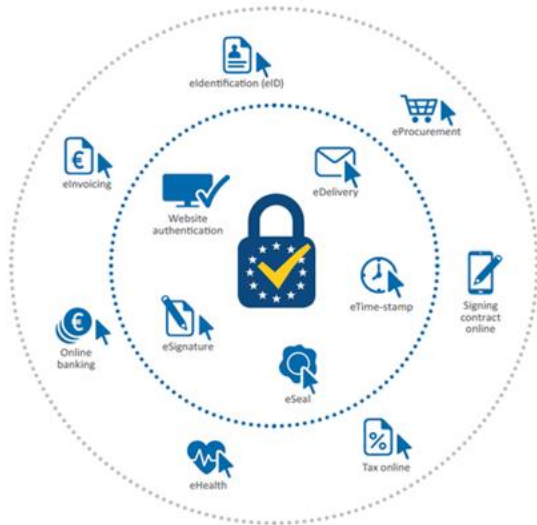 eIdentification (eID)
eProcurement
eInvoicing
eDelivery
Website
authentication
eTime-stamp
Signing
contract
online
Online
banking
eSignature
eSeal
Tax online
eHealth